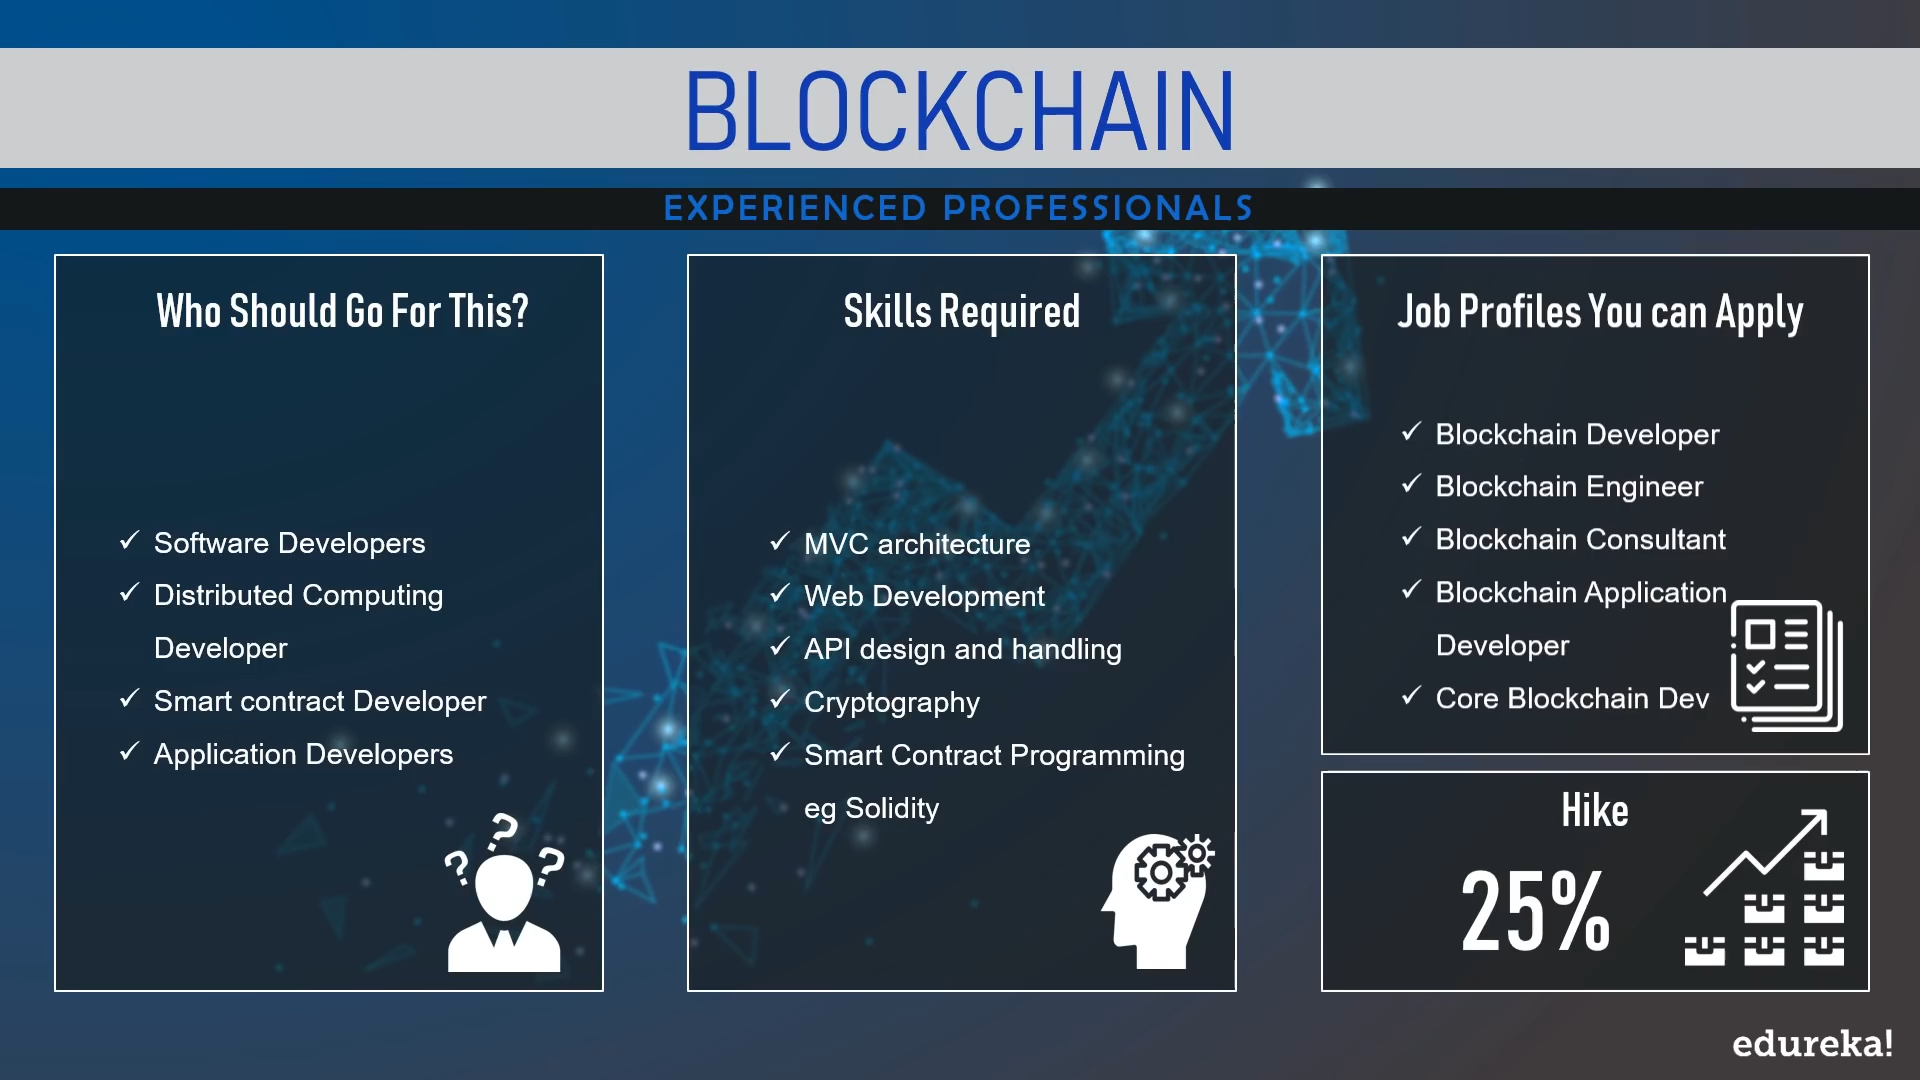 BLOCKCHAIN
EXPERIENCED PROFESSIONALS
Who Should Go For This?
✓ Software Developers
✓ Distributed Computing
Developer
✓ Smart contract Developer
✓ Application Developers
Skills Required
✓ MVC architecture
✓ Web Development
✓ API design and handling
✓ Cryptography
✓ Smart Contract Programming
eg Solidity
Job Profiles You can Apply
✓ Blockchain Developer
✓ Blockchain Engineer
✓ Blockchain Consultant
✓ Blockchain Application
Developer
✓ Core Blockchain Dev
Hike
25%
edureka!